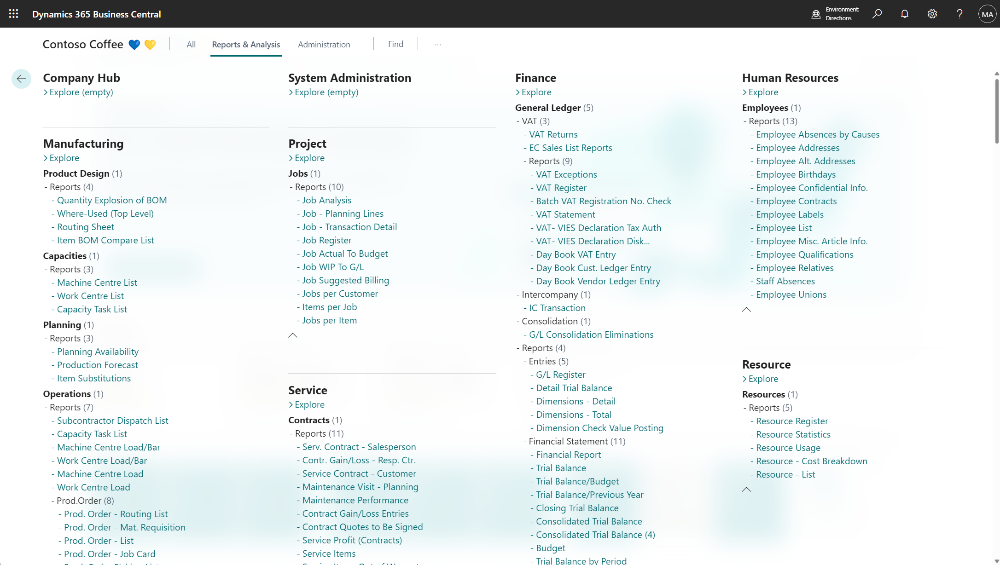 Dynamics 365 Business Central
Environment:
Directions
MA
Contoso Coffee
All
Reports & Analysis
Administration
Find
...
Company Hub
Explore (empty)
Manufacturing
Explore
Product Design (1)
- Reports (4)
- Quantity Explosion of BOM
- Where-Used (Top Level)
- Routing Sheet
- Item BOM Compare List
Capacities (1)
- Reports (3)
- Machine Centre List
- Work Centre List
- Capacity Task List
Planning (1)
- Reports (3)
- Planning Availability
- Production Forecast
- Item Substitutions
Operations (1)
- Reports (7)
- Subcontractor Dispatch List
- Capacity Task List
- Machine Centre Load/Bar
- Work Centre Load/Bar
- Machine Centre Load
- Work Centre Load
- Prod.Order (8)
- Prod. Order - Routing List
- Prod. Order - Mat. Requisition
- Prod. Order - List
- Prod. Order - Job Card
System Administration
Explore (empty)
Project
Explore
Jobs (1)
- Reports (10)
- Job Analysis
- Job - Planning Lines
- Job - Transaction Detail
- Job Register
- Job Actual To Budget
- Job WIP To G/L
- Job Suggested Billing
- Jobs per Customer
- Items per Job
- Jobs per Item
Service
Explore
Contracts (1)
- Reports (11)
- Serv. Contract - Salesperson
- Contr. Gain/Loss - Resp. Ctr.
- Service Contract - Customer
- Maintenance Visit - Planning
- Maintenance Performance
- Contract Gain/Loss Entries
- Contract Quotes to Be Signed
- Service Profit (Contracts)
- Service Items
Finance
Explore
General Ledger (5)
- VAT (3)
- VAT Returns
- EC Sales List Reports
- Reports (9)
- VAT Exceptions
- VAT Register
- Batch VAT Registration No. Check
- VAT Statement
- VAT- VIES Declaration Tax Auth
- VAT- VIES Declaration Disk...
- Day Book VAT Entry
- Day Book Cust. Ledger Entry
- Day Book Vendor Ledger Entry
- Intercompany (1)
- IC Transaction
- Consolidation (1)
- G/L Consolidation Eliminations
- Reports (4)
- Entries (5)
- G/L Register
- Detail Trial Balance
- Dimensions - Detail
- Dimensions - Total
- Dimension Check Value Posting
- Financial Statement (11)
- Financial Report
- Trial Balance
- Trial Balance/Budget
- Trial Balance/Previous Year
- Closing Trial Balance
- Consolidated Trial Balance
- Consolidated Trial Balance (4)
- Budget
- Trial Balance by Period
Human Resources
Explore
Employees (1)
- Reports (13)
- Employee Absences by Causes
- Employee Addresses
- Employee Alt. Addresses
- Employee Birthdays
- Employee Confidential Info.
- Employee Contracts
- Employee Labels
- Employee List
- Employee Misc. Article Info.
- Employee Qualifications
- Employee Relatives
- Staff Absences
- Employee Unions
Resource
Explore
Resources (1)
- Reports (5)
- Resource Register
- Resource Statistics
- Resource Usage
- Resource - Cost Breakdown
- Resource - List